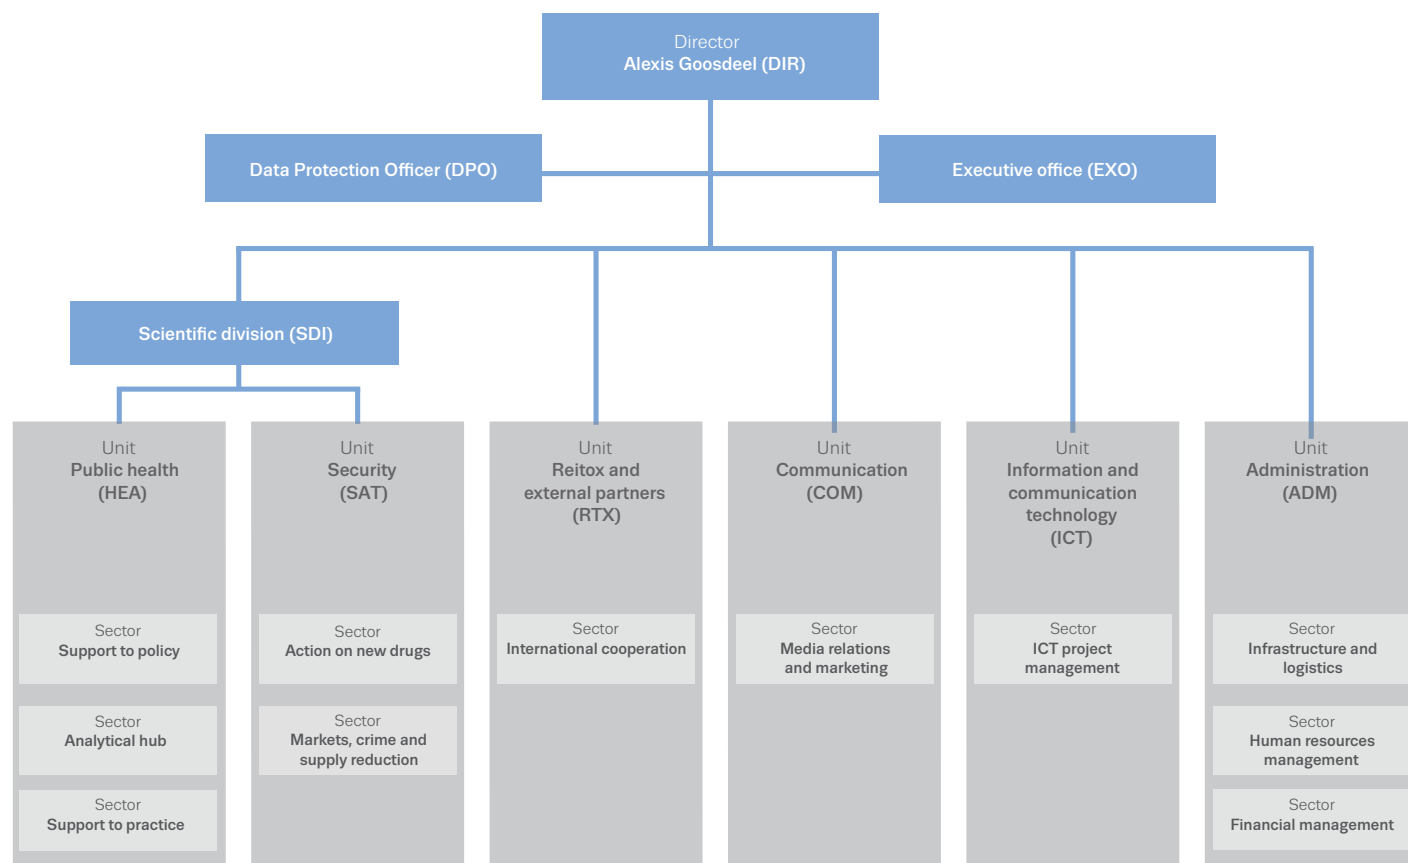 Director
Alexis Goosdeel (DIR)
Data Protection Officer (DPO)
Executive office (EXO)
Scientific division (SDI)
Unit
Public health
(HEA)
Sector
Support to policy
Sector
Analytical hub
Sector
Support to practice
Unit
Security
(SAT)
Sector
Action on new drugs
Sector
Markets, crime and
supply reduction
Unit
Reitox and
external partners
(RTX)
Sector
International cooperation
Unit
Communication
(COM)
Sector
Media relations
and marketing
Unit
Information and
communication
technology
(ICT)
Sector
ICT project
management
Unit
Administration
(ADM)
Sector
Infrastructure and
logistics
Sector
Human resources
management
Sector
Financial management